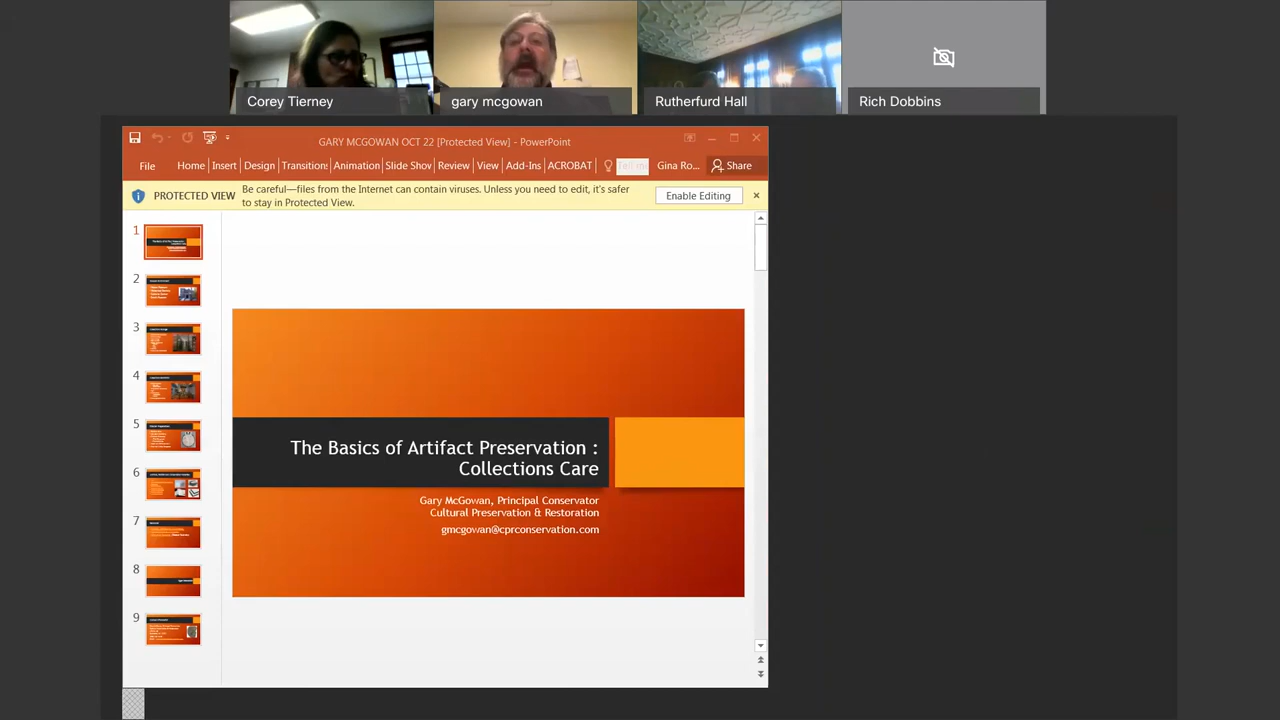 Corey Tierney
gary mcgowan
Rutherfurd Hall
Rich Dobbins
GARY MCGOWAN OCT 22 [Protected View] - PowerPoint
File Home Insert Design Transitions Animation Slide Shov Review View Add-Ins ACROBAT Gina Ro... Share
PROTECTED VIEW
Be careful—files from the Internet can contain viruses. Unless you need to edit, it's safer
to stay in Protected View.
Enable Editing
1
2
3
4
5
6
7
8
9
The Basics of Artifact Preservation :
Collections Care
Gary McGowan, Principal Conservator
Cultural Preservation & Restoration
gmcgowan@cprconservation.com